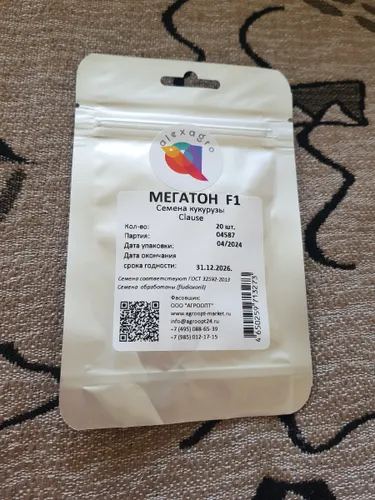 alexagro
МЕГАТОН F1
Семена кукурузы
Clause
Кол-во: 20 шт.
Партия: 04587
Дата упаковки: 04/2024
Дата окончания
срока годности: 31.12.2026.
Семена соответствуют ГОСТ 32592-2013
Семена обработаны (fludioxonil)
Фасовщик:
ООО "АГРООПТ"
www.agroopt-market.ru
info@agroopt24.ru
+7 (495) 088-65-39
+7 (985) 012-17-15
4650259713273